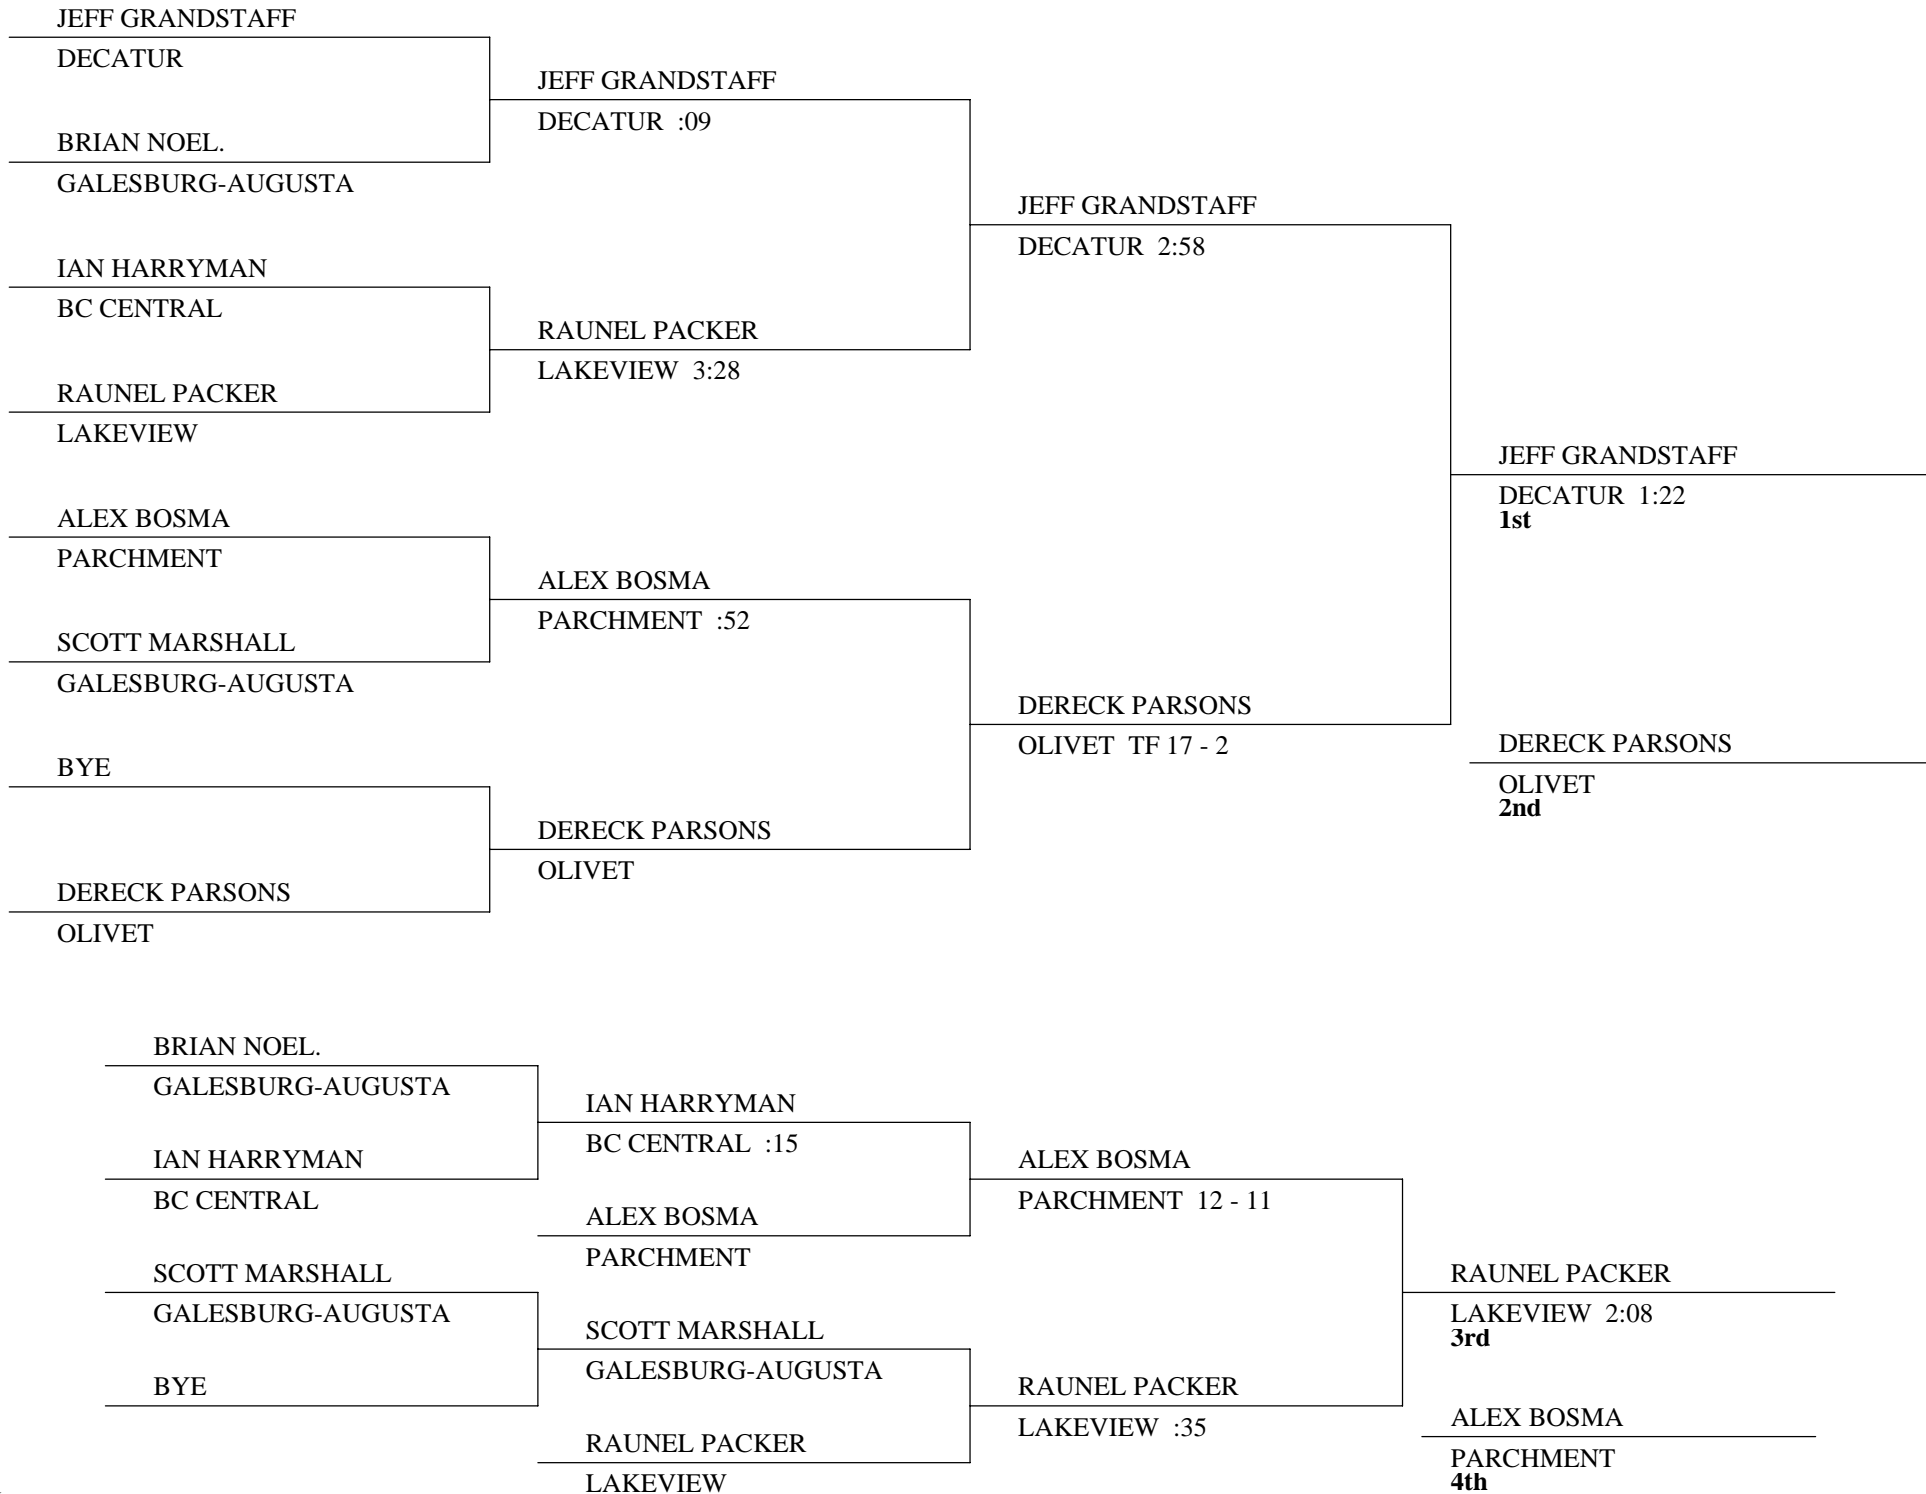 JEFF GRANDSTAFF
DECATUR
BRIAN NOEL.
GALESBURG-AUGUSTA
IAN HARRYMAN
BC CENTRAL
RAUNEL PACKER
LAKEVIEW
ALEX BOSMA
PARCHMENT
SCOTT MARSHALL
GALESBURG-AUGUSTA
BYE
DERECK PARSONS
OLIVET
JEFF GRANDSTAFF
DECATUR :09
RAUNEL PACKER
LAKEVIEW 3:28
ALEX BOSMA
PARCHMENT :52
DERECK PARSONS
OLIVET
JEFF GRANDSTAFF
DECATUR 2:58
DERECK PARSONS
OLIVET TF 17 - 2
JEFF GRANDSTAFF
DECATUR 1:22
1st
DERECK PARSONS
OLIVET
2nd
BRIAN NOEL.
GALESBURG-AUGUSTA
IAN HARRYMAN
BC CENTRAL
SCOTT MARSHALL
GALESBURG-AUGUSTA
BYE
IAN HARRYMAN
BC CENTRAL :15
ALEX BOSMA
PARCHMENT
SCOTT MARSHALL
GALESBURG-AUGUSTA
RAUNEL PACKER
LAKEVIEW
ALEX BOSMA
PARCHMENT 12 - 11
RAUNEL PACKER
LAKEVIEW :35
RAUNEL PACKER
LAKEVIEW 2:08
3rd
ALEX BOSMA
PARCHMENT
4th